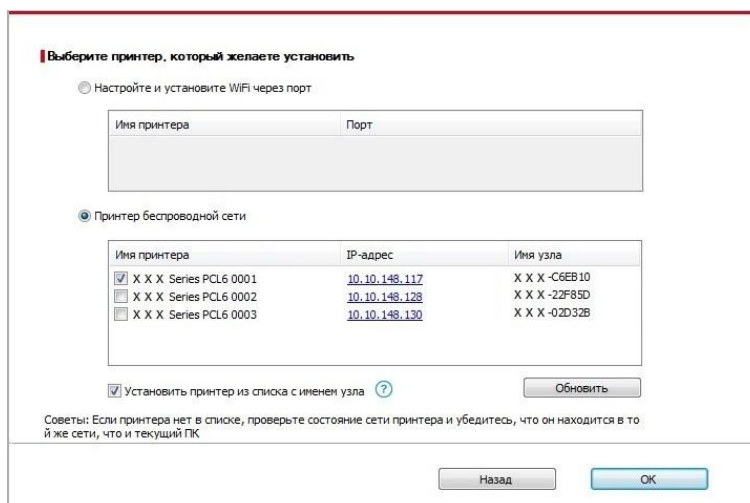 Выберите принтер, который желаете установить
Настройте и установите WiFi через порт
Имя принтера Порт
Принтер беспроводной сети
Имя принтера IP-адрес Имя узла
X X X Series PCL6 0001 10.10.148.117 X X X -C6EB10
X X X Series PCL6 0002 10.10.148.128 X X X -22F85D
X X X Series PCL6 0003 10.10.148.130 X X X -02D32B
Установить принтер из списка с именем узла ? Обновить
Советы: Если принтера нет в списке, проверьте состояние сети принтера и убедитесь, что он находится в то
й же сети, что и текущий ПК
Назад OK